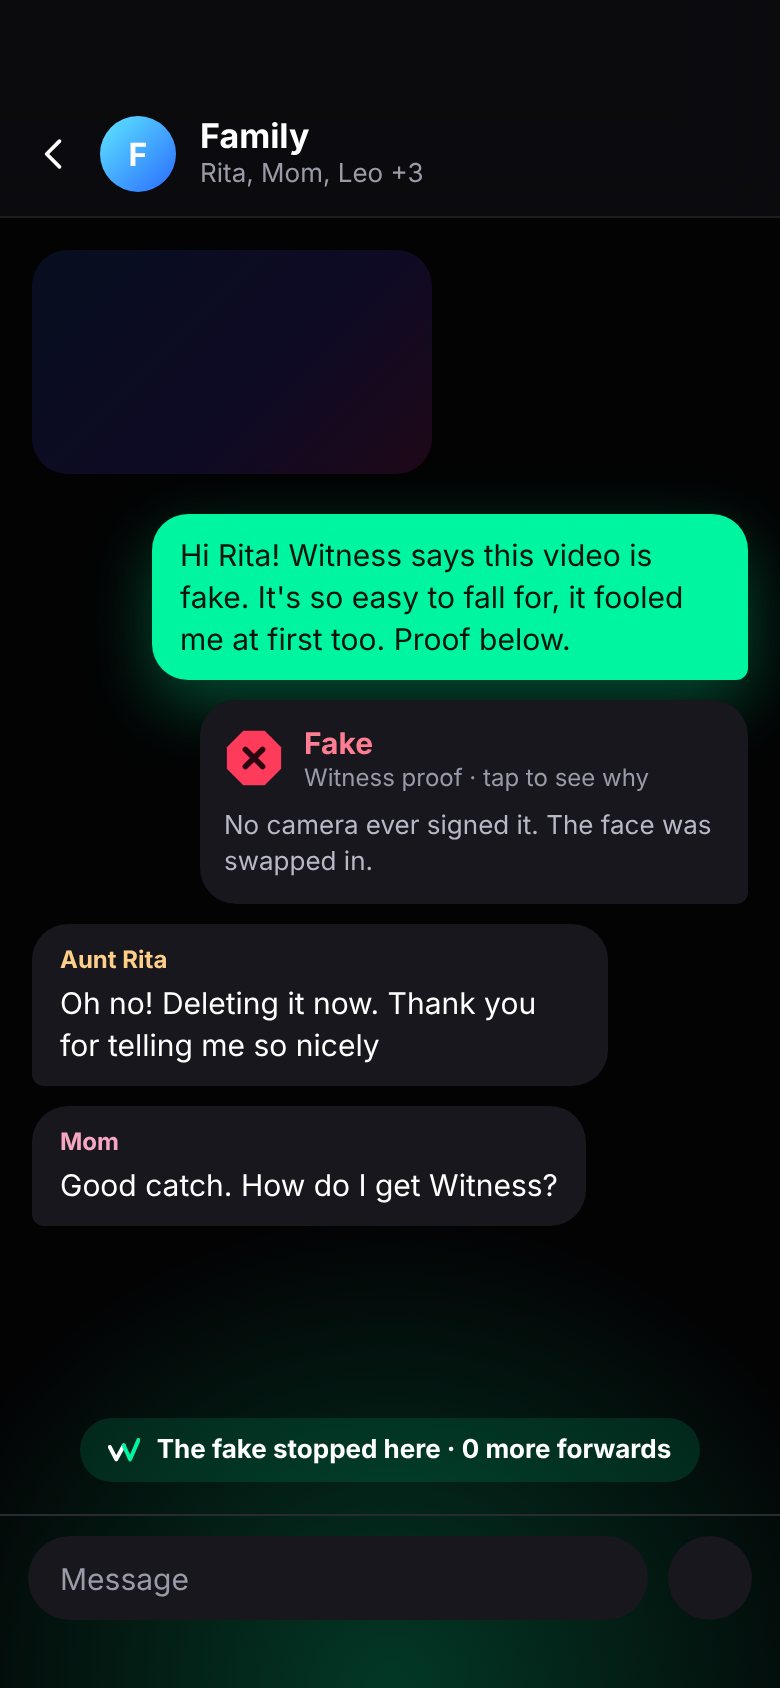 F
Family
Rita, Mom, Leo +3
Hi Rita! Witness says this video is
fake. It's so easy to fall for, it fooled
me at first too. Proof below.
Fake
Witness proof · tap to see why
No camera ever signed it. The face was
swapped in.
Aunt Rita
Oh no! Deleting it now. Thank you
for telling me so nicely
Mom
Good catch. How do I get Witness?
The fake stopped here · 0 more forwards
Message